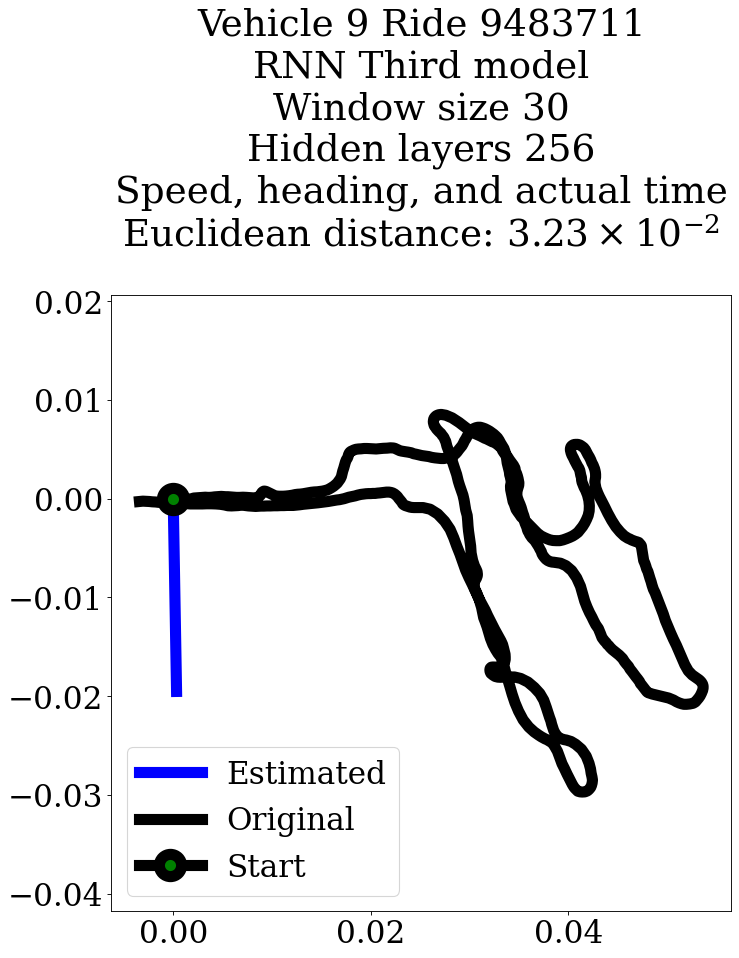 Vehicle 9 Ride 9483711
RNN Third model
Window size 30
Hidden layers 256
Speed, heading, and actual time
Euclidean distance: 3.23 × 10⁻²
0.02
0.01
0.00
−0.01
−0.02
−0.03
−0.04
Estimated
Original
Start
0.00 0.02 0.04